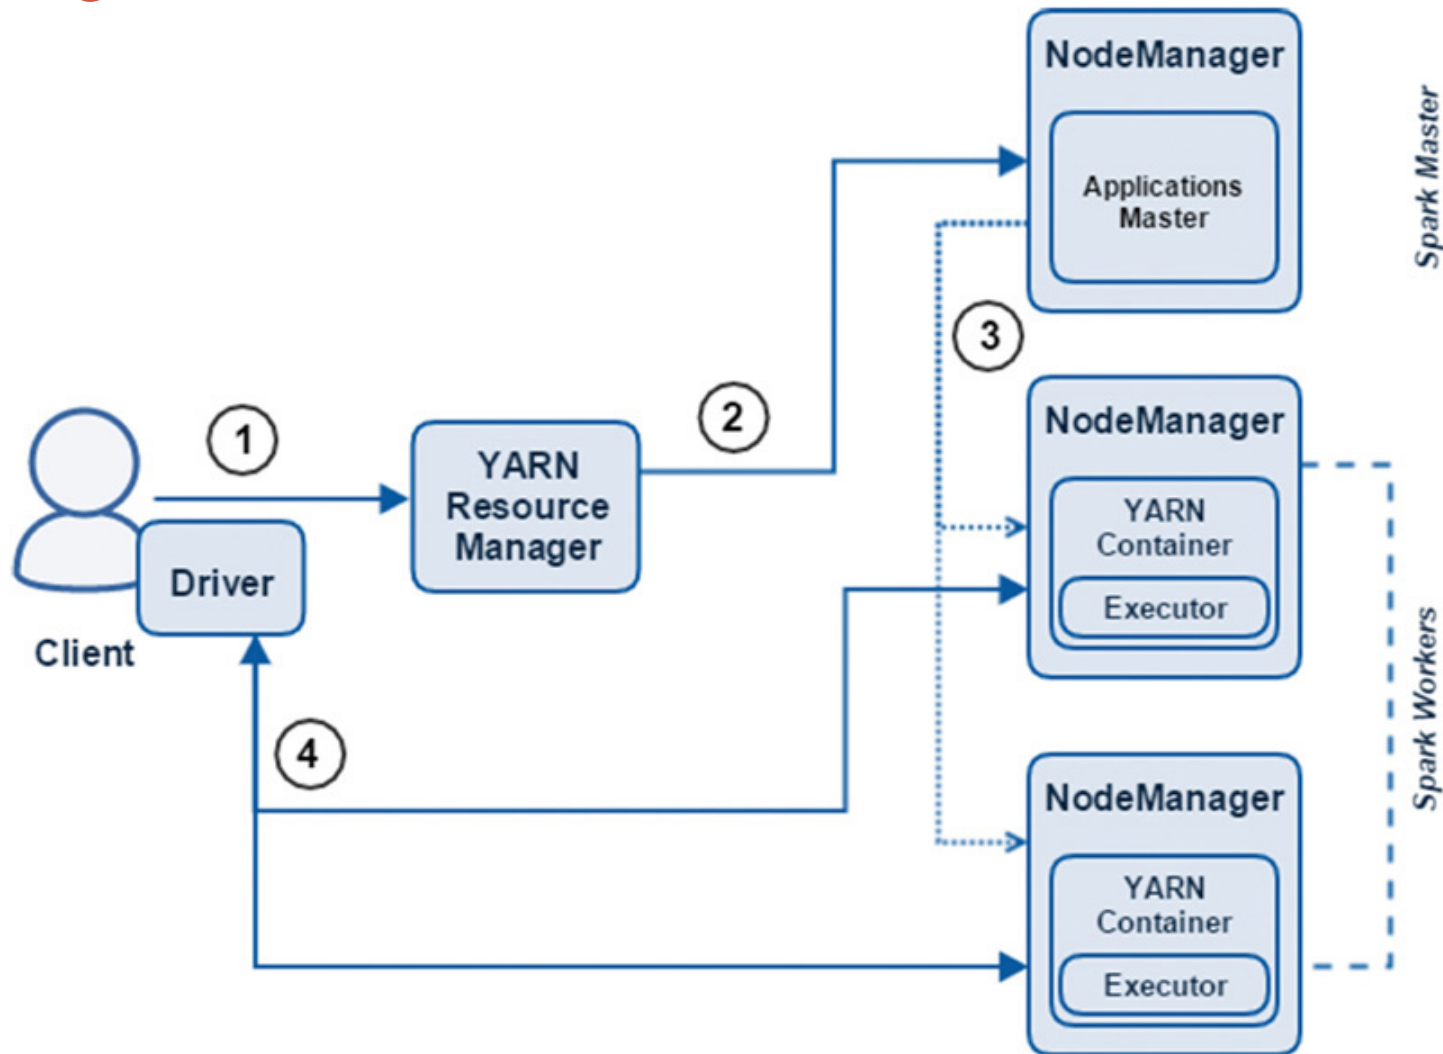 NodeManager
Applications
Master
Spark Master
3
2
1
YARN
Resource
Manager
NodeManager
YARN
Container
Executor
Driver
Client
Spark Workers
4
NodeManager
YARN
Container
Executor